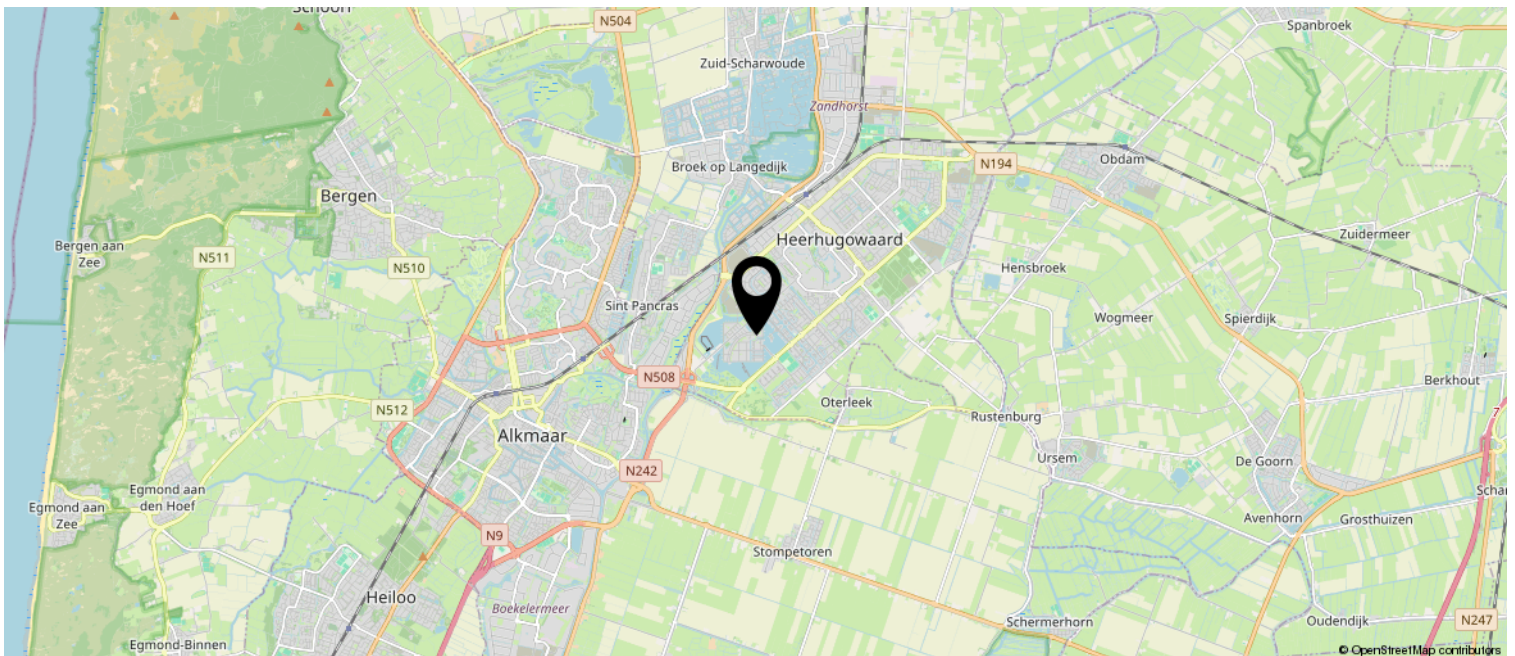 Schoorl
N504
Spanbroek
Zuid-Scharwoude
Zandhorst
Broek op Langedijk
N194
Obdam
Bergen
Bergen aan
Zee
N511
N510
Heerhugowaard
Zuidermeer
Hensbroek
Sint Pancras
Wogmeer
Spierdijk
N508
Berkhout
N512
Oterleek
Rustenburg
7
Alkmaar
Ursem
De Goorn
N242
Egmond aan
den Hoef
Egmond aan
Zee
Schar
Avenhorn
Grosthuizen
N9
Stompetoren
Heiloo
Boekelermeer
Schermerhorn
Oudendijk
N247
Egmond-Binnen
© OpenStreetMap contributors